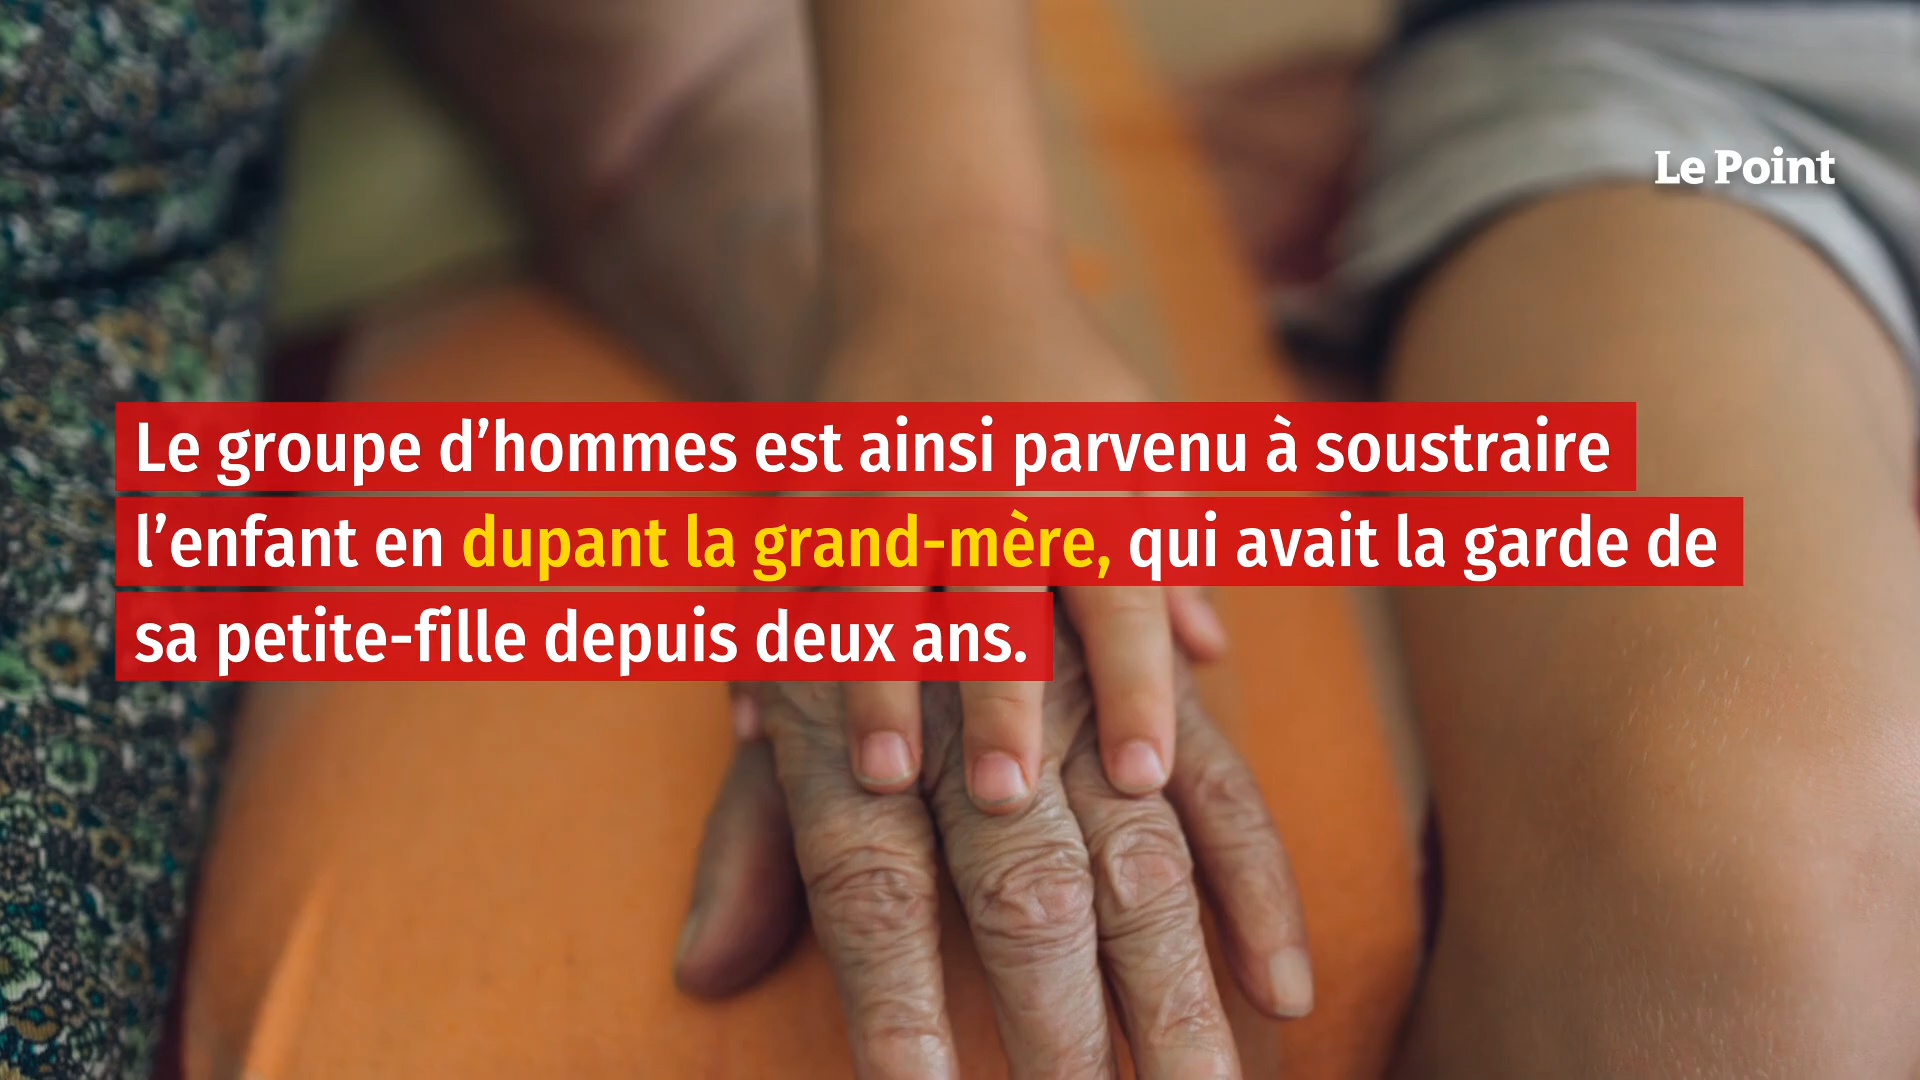 Le Point
Le groupe d’hommes est ainsi parvenu à soustraire
l’enfant en dupant la grand-mère, qui avait la garde de
sa petite-fille depuis deux ans.